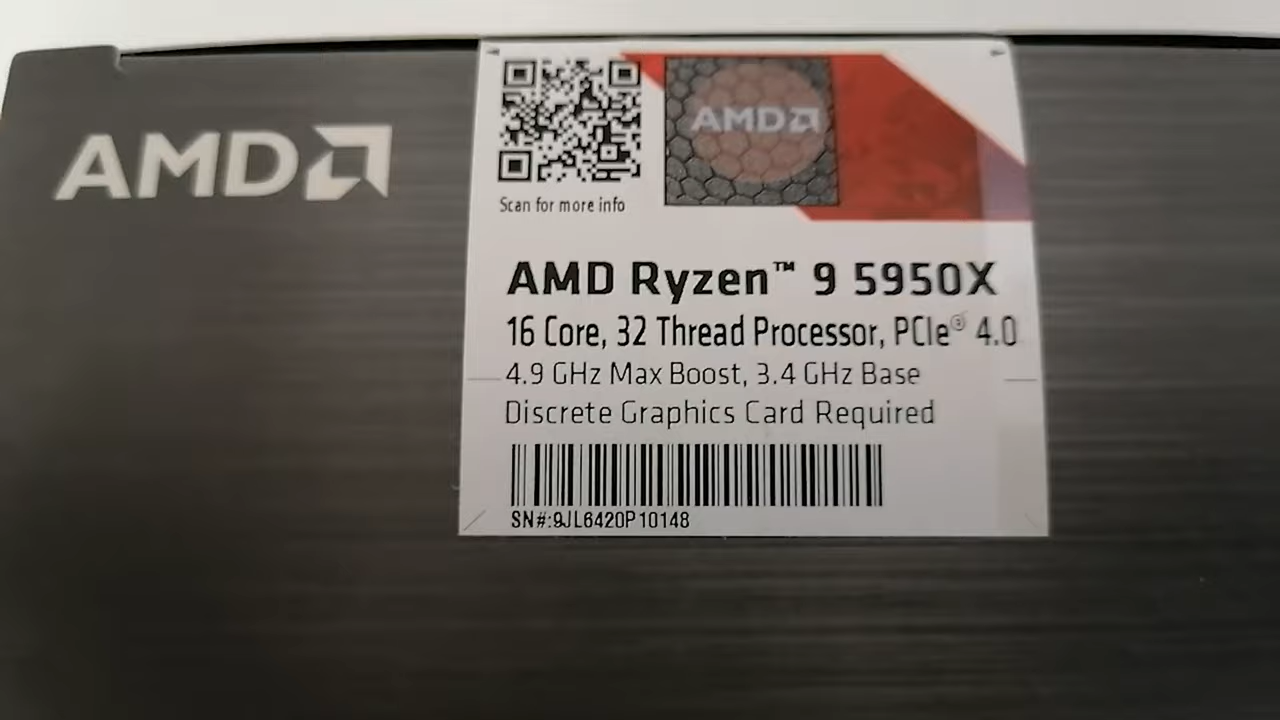 AMD
AMD
Scan for more info
AMD Ryzen™ 9 5950X
16 Core, 32 Thread Processor, PCIe® 4.0
4.9 GHz Max Boost, 3.4 GHz Base
Discrete Graphics Card Required
SN#:9JL6420P10148